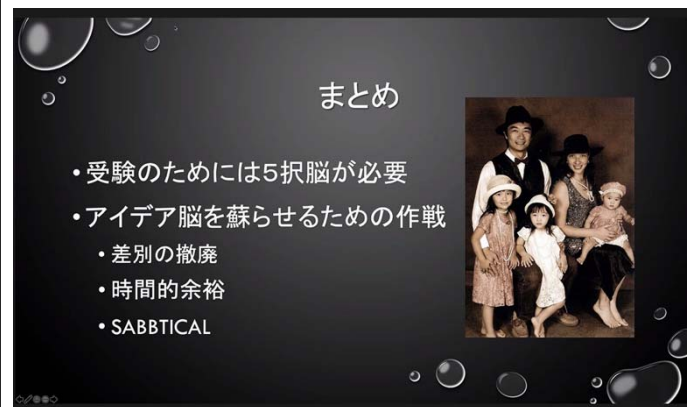 まとめ
•受験のためには5択脳が必要
•アイデア脳を蘇らせるための作戦
•差別の撤廃
•時間的余裕
•SABBTICAL